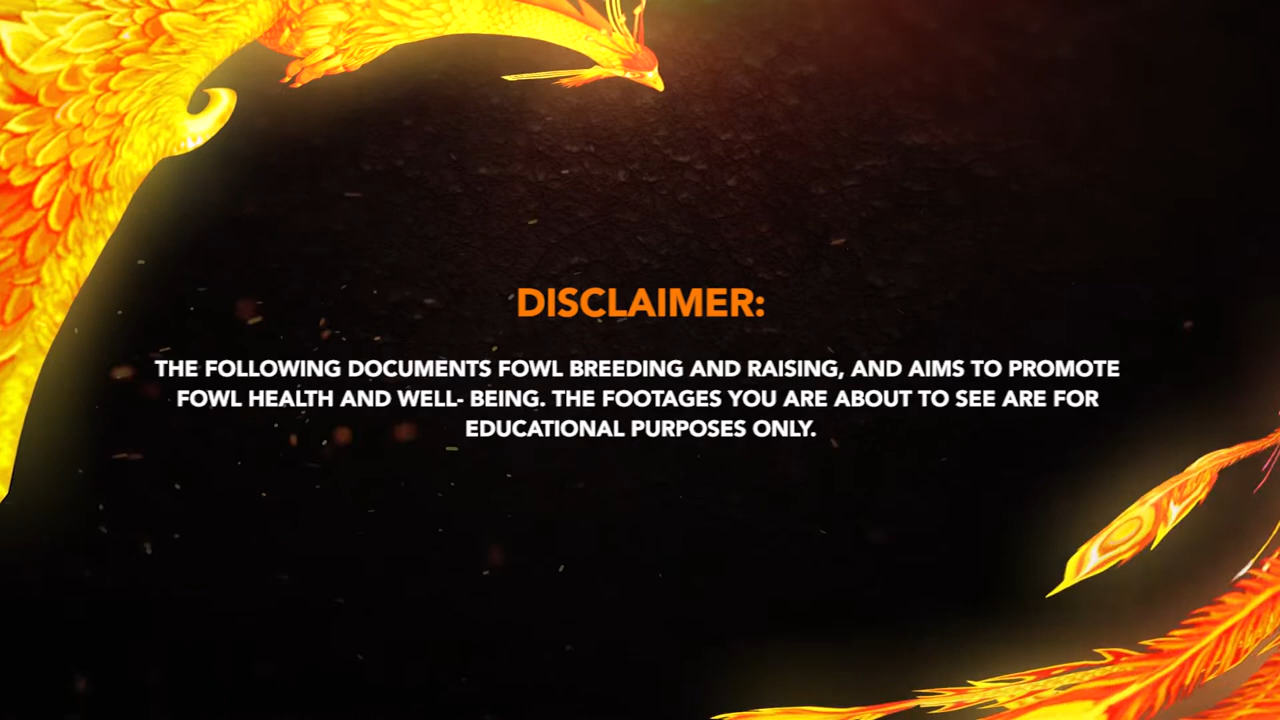 DISCLAIMER:
THE FOLLOWING DOCUMENTS FOWL BREEDING AND RAISING, AND AIMS TO PROMOTE
FOWL HEALTH AND WELL- BEING. THE FOOTAGES YOU ARE ABOUT TO SEE ARE FOR
EDUCATIONAL PURPOSES ONLY.